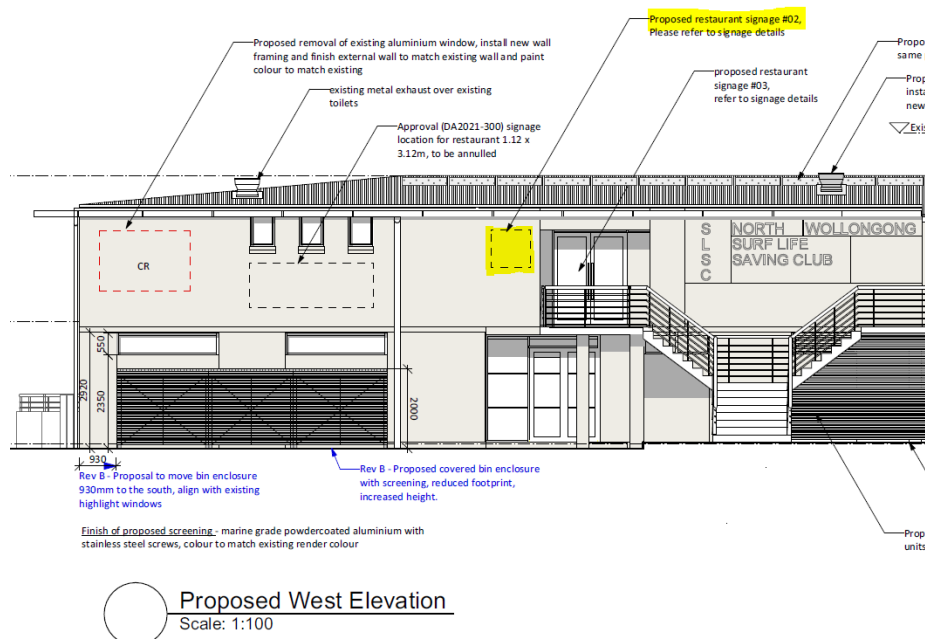 Proposed restaurant signage #02,
Please refer to signage details
Proposed removal of existing aluminium window, install new wall
framing and finish external wall to match existing wall and paint
colour to match existing
same
proposed restaurant
signage #03,
refer to signage details
existing metal exhaust over existing
toilets
new
Approval (DA2021-300) signage
location for restaurant 1.12 x
3.12m, to be annulled
S
L
S
C
NORTH WOLLONGONG
SURF LIFE
SAVING CLUB
CR
550
2920
2350
2000
930
Rev B - Proposal to move bin enclosure
930mm to the south, align with existing
highlight windows
Rev B - Proposed covered bin enclosure
with screening, reduced footprint,
increased height.
Finish of proposed screening - marine grade powdercoated aluminium with
stainless steel screws, colour to match existing render colour
units
Proposed West Elevation
Scale: 1:100